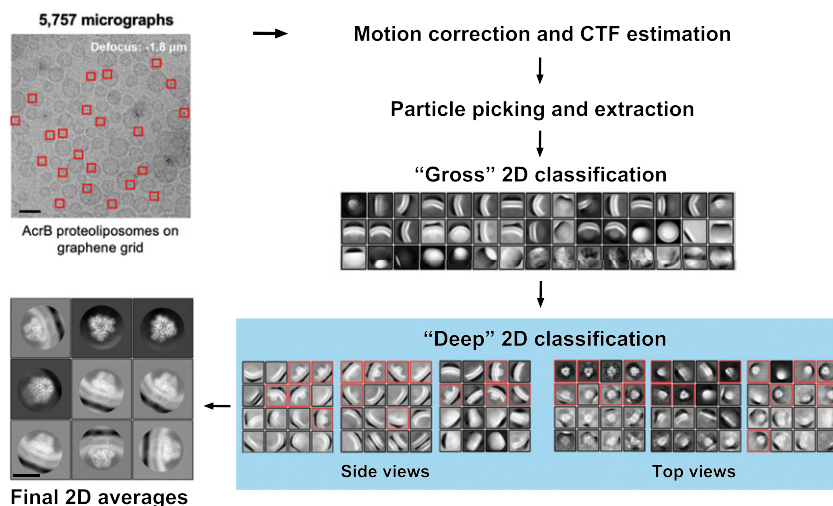 5,757 micrographs
Defocus: -1.8 µm
AcrB proteoliposomes on
graphene grid
Motion correction and CTF estimation
Particle picking and extraction
“Gross” 2D classification
“Deep” 2D classification
Side views
Top views
Final 2D averages